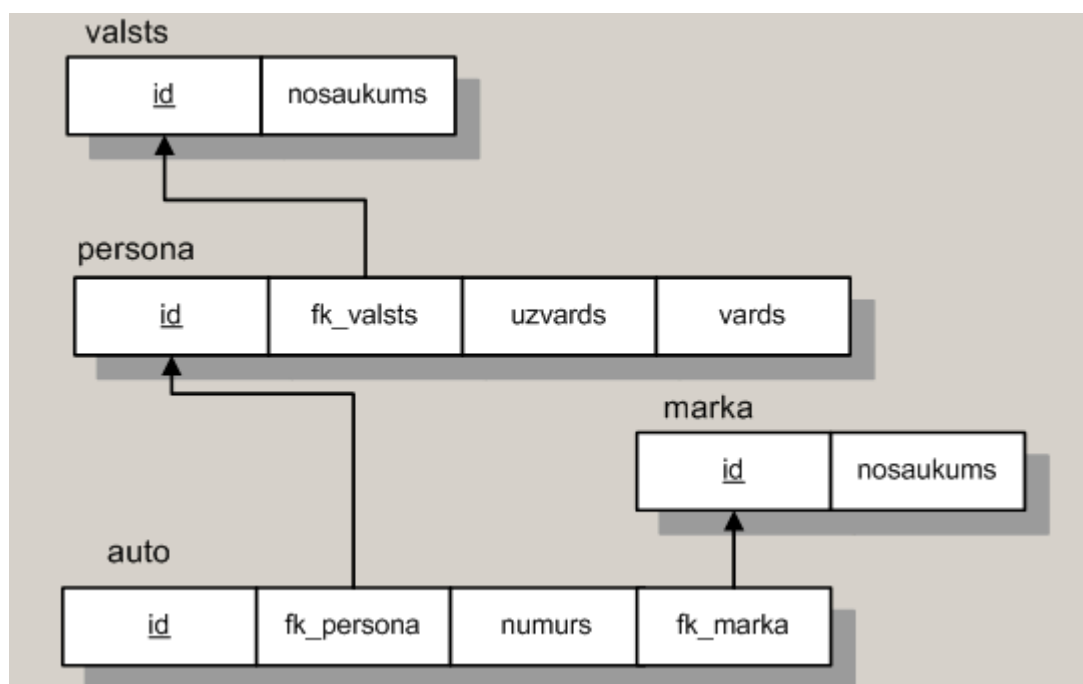 valsts
id nosaukums
persona
id fk_valsts uzvards vards
marka
id nosaukums
auto
id fk_persona numurs fk_marka